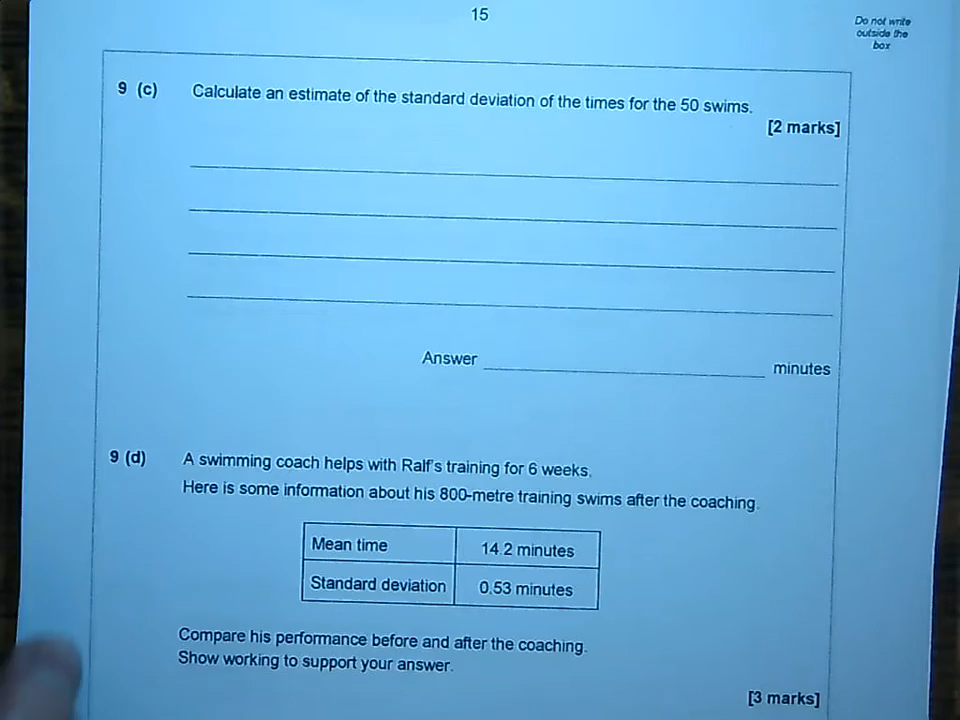 15
Do not write
outside the
box
9 (c) Calculate an estimate of the standard deviation of the times for the 50 swims.
[2 marks]
Answer minutes
9 (d) A swimming coach helps with Ralf's training for 6 weeks.
Here is some information about his 800-metre training swims after the coaching.
Mean time 14.2 minutes
Standard deviation 0.53 minutes
Compare his performance before and after the coaching.
Show working to support your answer.
[3 marks]